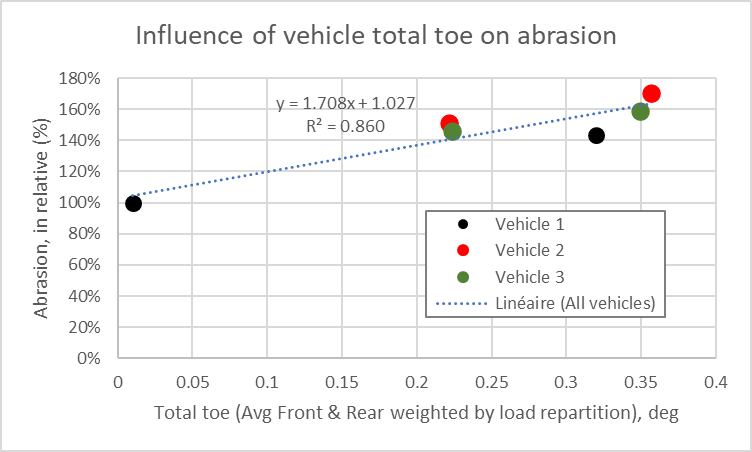 Influence of vehicle total toe on abrasion
Abrasion, in relative (%)
180%
160%
140%
120%
100%
80%
60%
40%
20%
0%
y = 1.708x + 1.027
R² = 0.860
Vehicle 1
Vehicle 2
Vehicle 3
Linéaire (All vehicles)
0 0.05 0.1 0.15 0.2 0.25 0.3 0.35 0.4
Total toe (Avg Front & Rear weighted by load repartition), deg